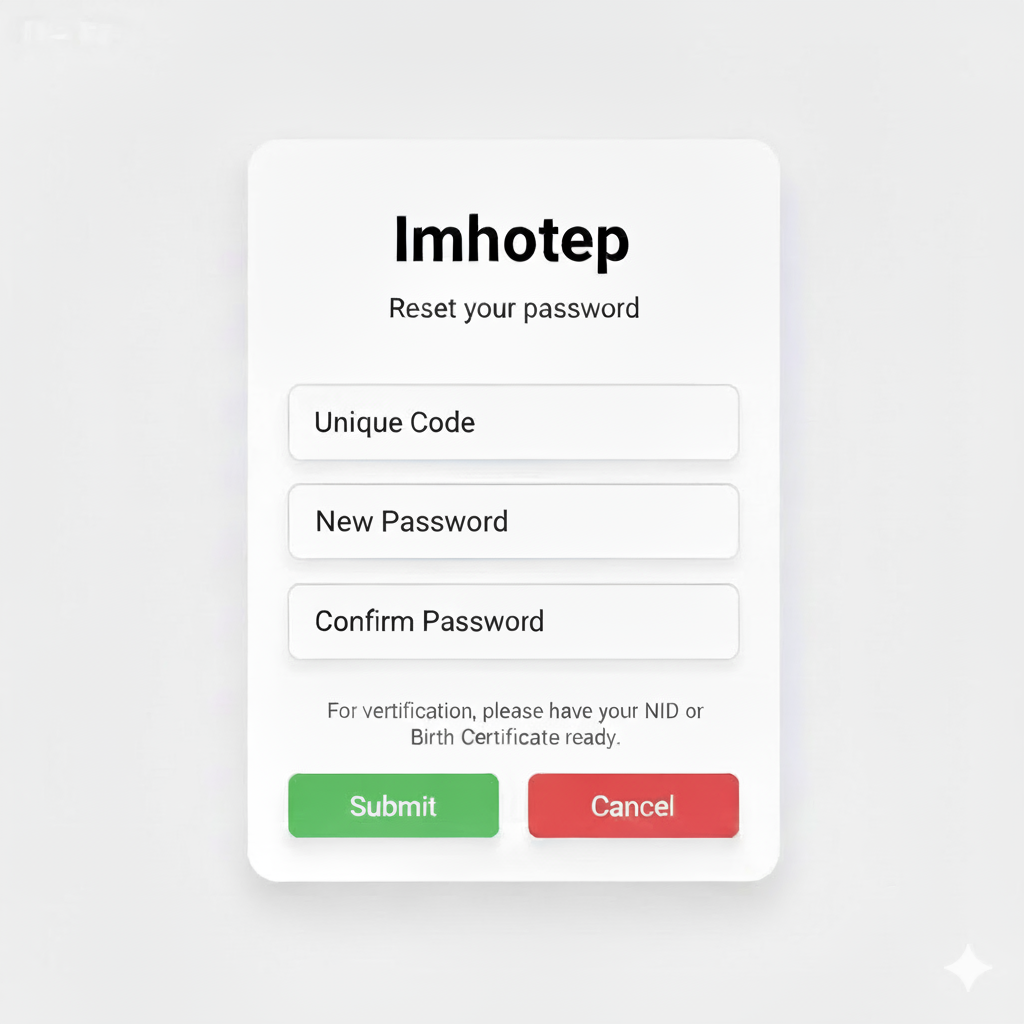 Imhotep
Reset your password
Unique Code
New Password
Confirm Password
For vertification, please have your NID or
Birth Certificate ready.
Submit
Cancel